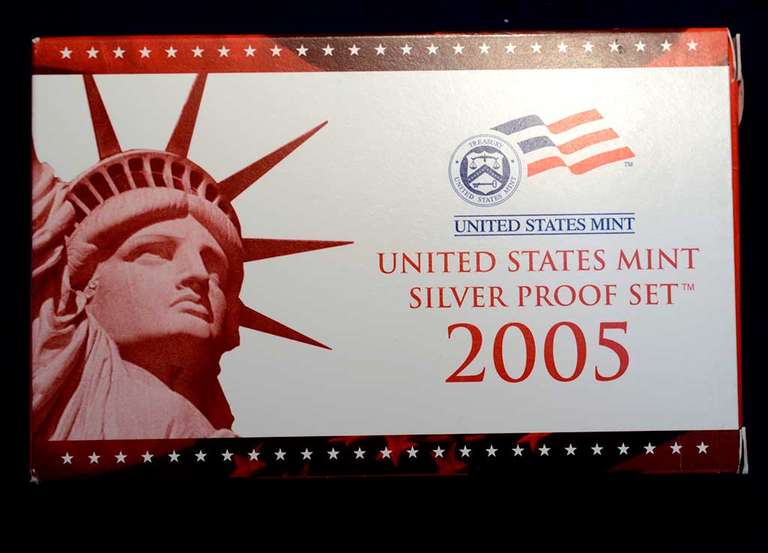 TREASURY
UNITED STATES MINT
TM
UNITED STATES MINT
UNITED STATES MINT
SILVER PROOF SET™
2005